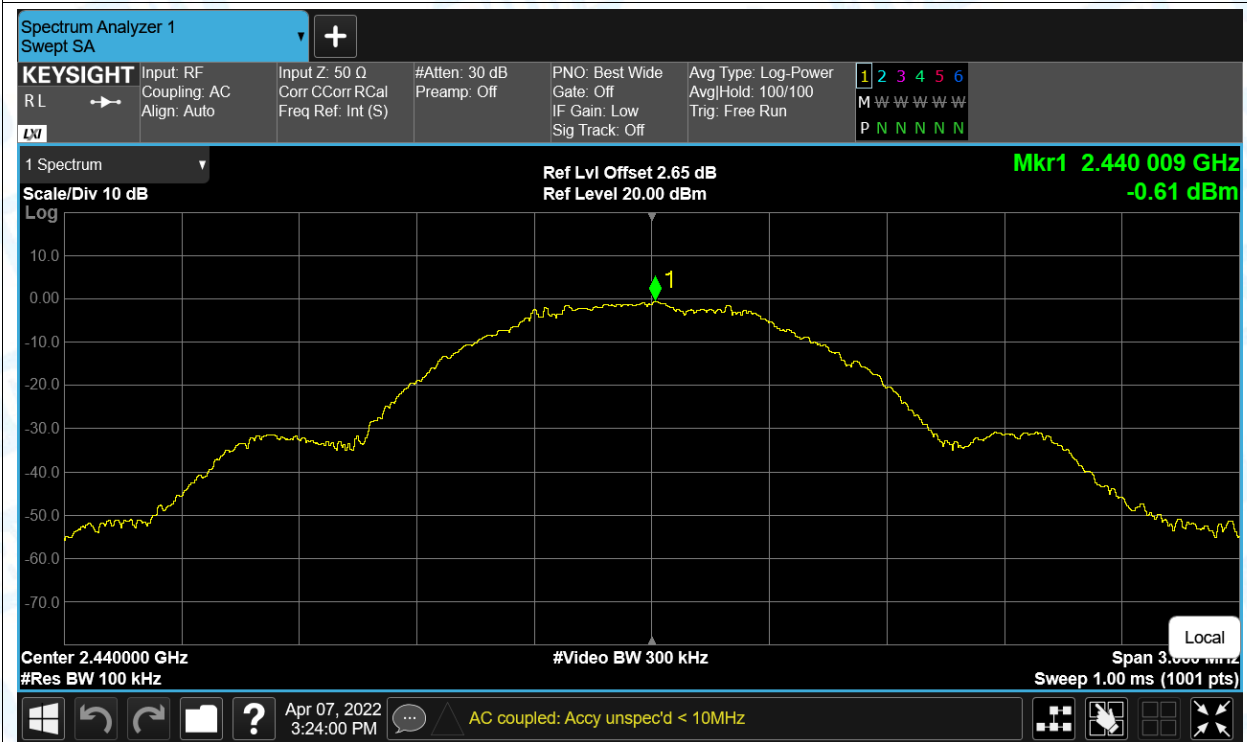 Spectrum Analyzer 1
Swept SA
+
KEYSIGHT
R L
LXI
Input: RF
Coupling: AC
Align: Auto
Input Z: 50 Ω
Corr CCorr RCal
Freq Ref: Int (S)
#Atten: 30 dB
Preamp: Off
PNO: Best Wide
Gate: Off
IF Gain: Low
Sig Track: Off
Avg Type: Log-Power
Avg|Hold: 100/100
Trig: Free Run
1 2 3 4 5 6
M W W W W W
P N N N N N
1 Spectrum
Scale/Div 10 dB
Log
Ref Lvl Offset 2.65 dB
Ref Level 20.00 dBm
Mkr1 2.440 009 GHz
-0.61 dBm
1
10.0
0.00
-10.0
-20.0
-30.0
-40.0
-50.0
-60.0
-70.0
Local
Center 2.440000 GHz
#Video BW 300 kHz
Span
#Res BW 100 kHz
Sweep 1.00 ms (1001 pts)
?
Apr 07, 2022
3:24:00 PM
AC coupled: Accy unspec'd < 10MHz